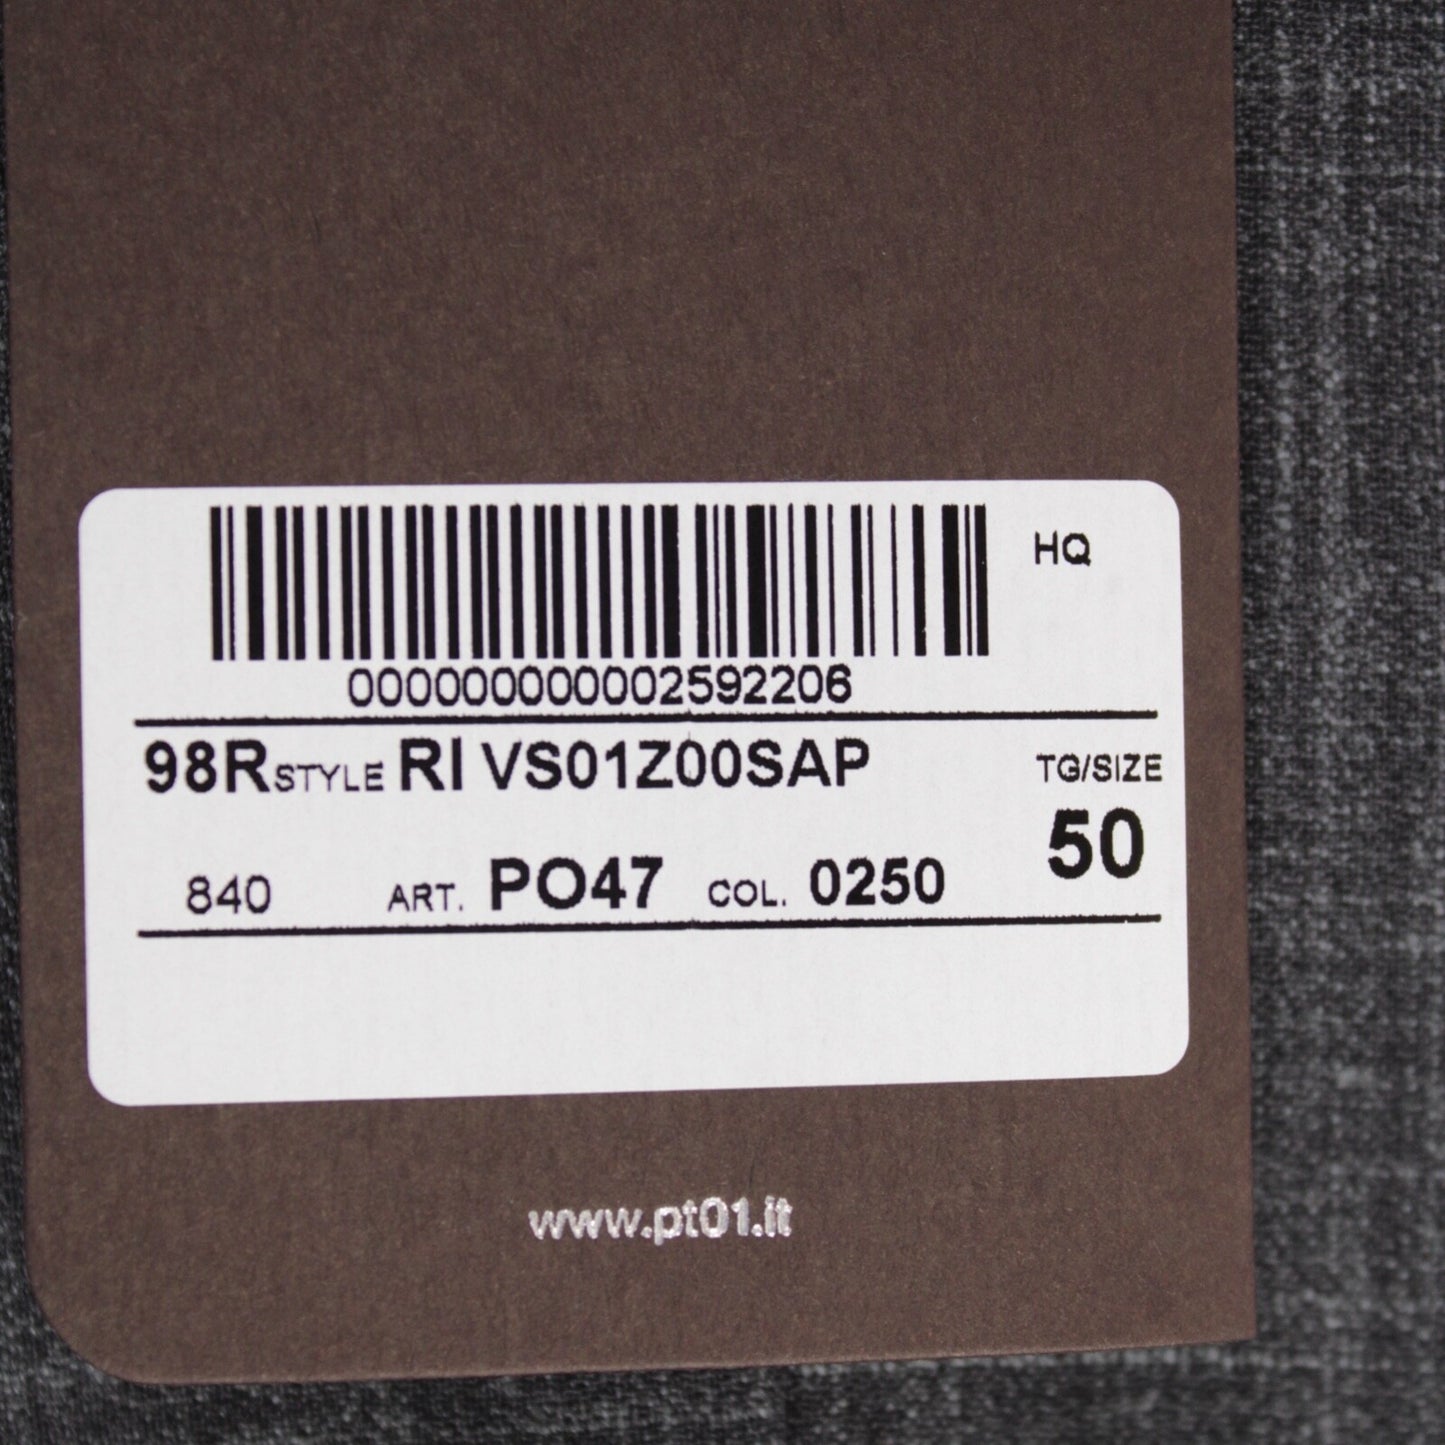 HQ
0000000000002592206
98R STYLE RI VS01Z00SAP TG/SIZE
50
840 ART. PO47 COL. 0250
www.pt01.it